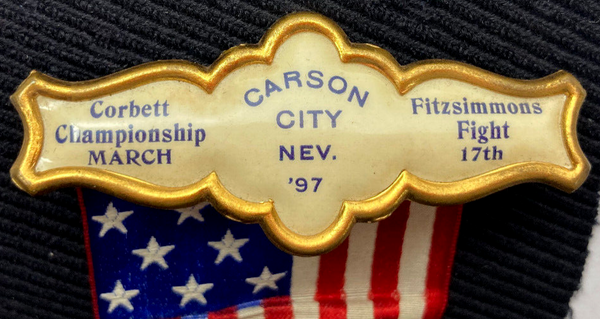 Corbett
Championship
MARCH
CARSON
CITY
NEV.
'97
Fitzsimmons
Fight
17th